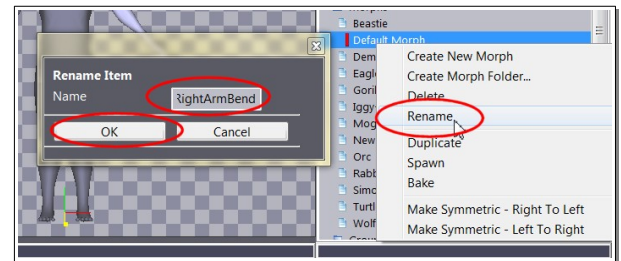 Rename Item
Name
RightArmBend
OK
Cancel
Beastie
Default Morph
Dem
Eagl
Goril
Iggy
Mog
New
Orc
Rabb
Simo
Turtl
Wolf
Create New Morph
Create Morph Folder...
Delete
Rename
Duplicate
Spawn
Bake
Make Symmetric - Right To Left
Make Symmetric - Left To Right